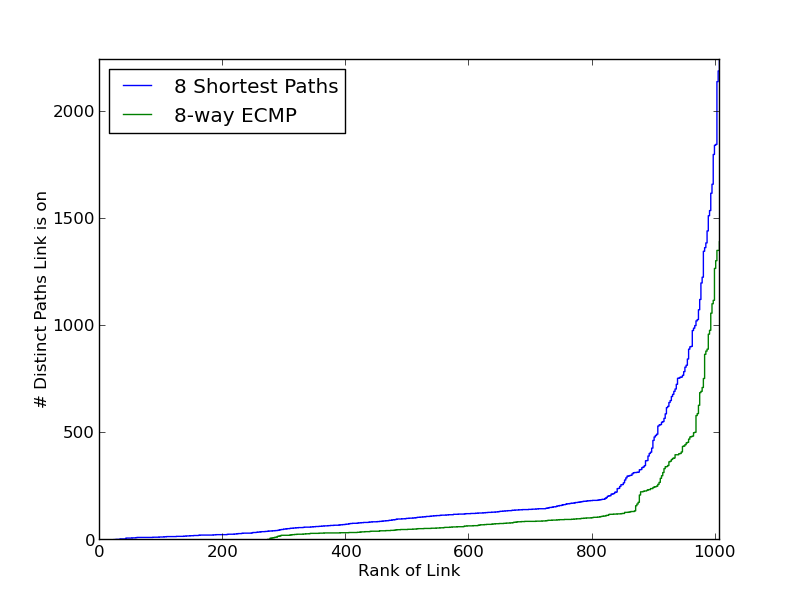 8 Shortest Paths
8-way ECMP
# Distinct Paths Link is on
2000
1500
1000
500
0
0 200 400 600 800 1000
Rank of Link